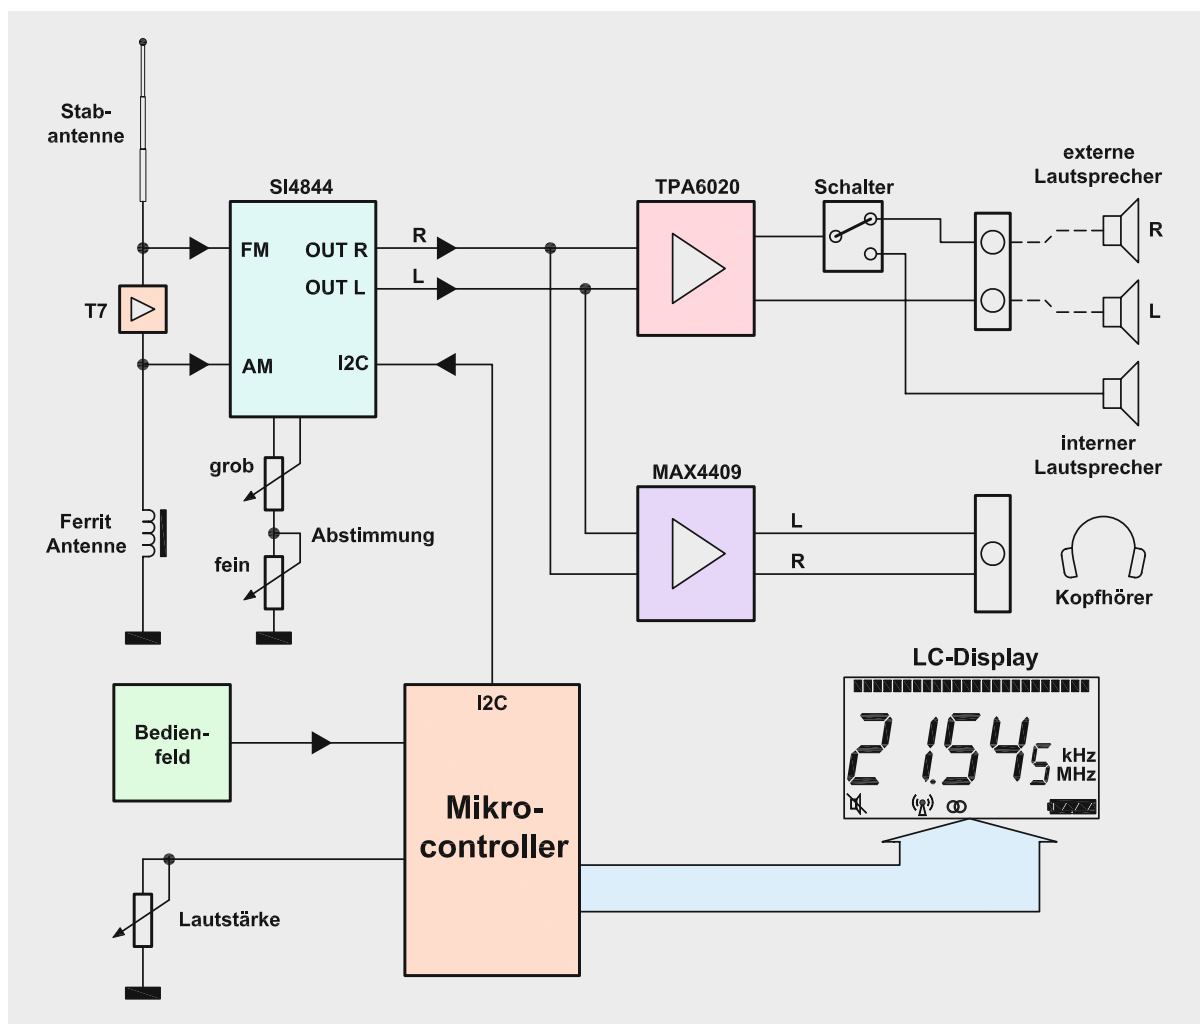 Stab-
antenne
T7
Ferrit
Antenne
SI4844
FM
OUT R
OUT L
AM
I2C
R
L
grob
Abstimmung
fein
TPA6020
Schalter
externe
Lautsprecher
R
L
interner
Lautsprecher
MAX4409
L
R
Kopfhörer
LC-Display
21.545
kHz
MHz
Bedien-
feld
I2C
Mikro-
controller
Lautstärke